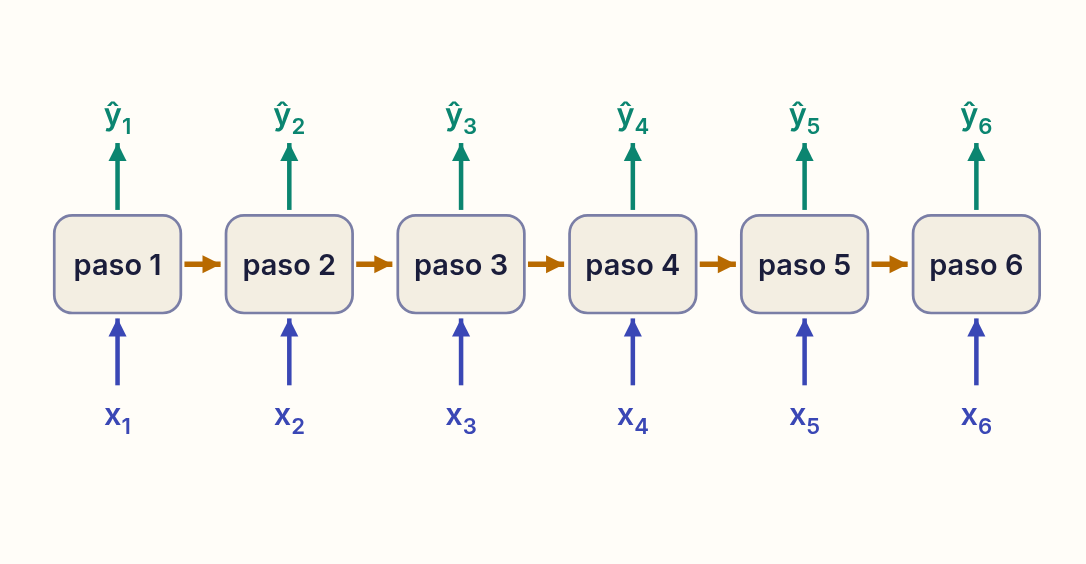 ŷ₁ ŷ₂ ŷ₃ ŷ₄ ŷ₅ ŷ₆
paso 1 paso 2 paso 3 paso 4 paso 5 paso 6
x₁ x₂ x₃ x₄ x₅ x₆